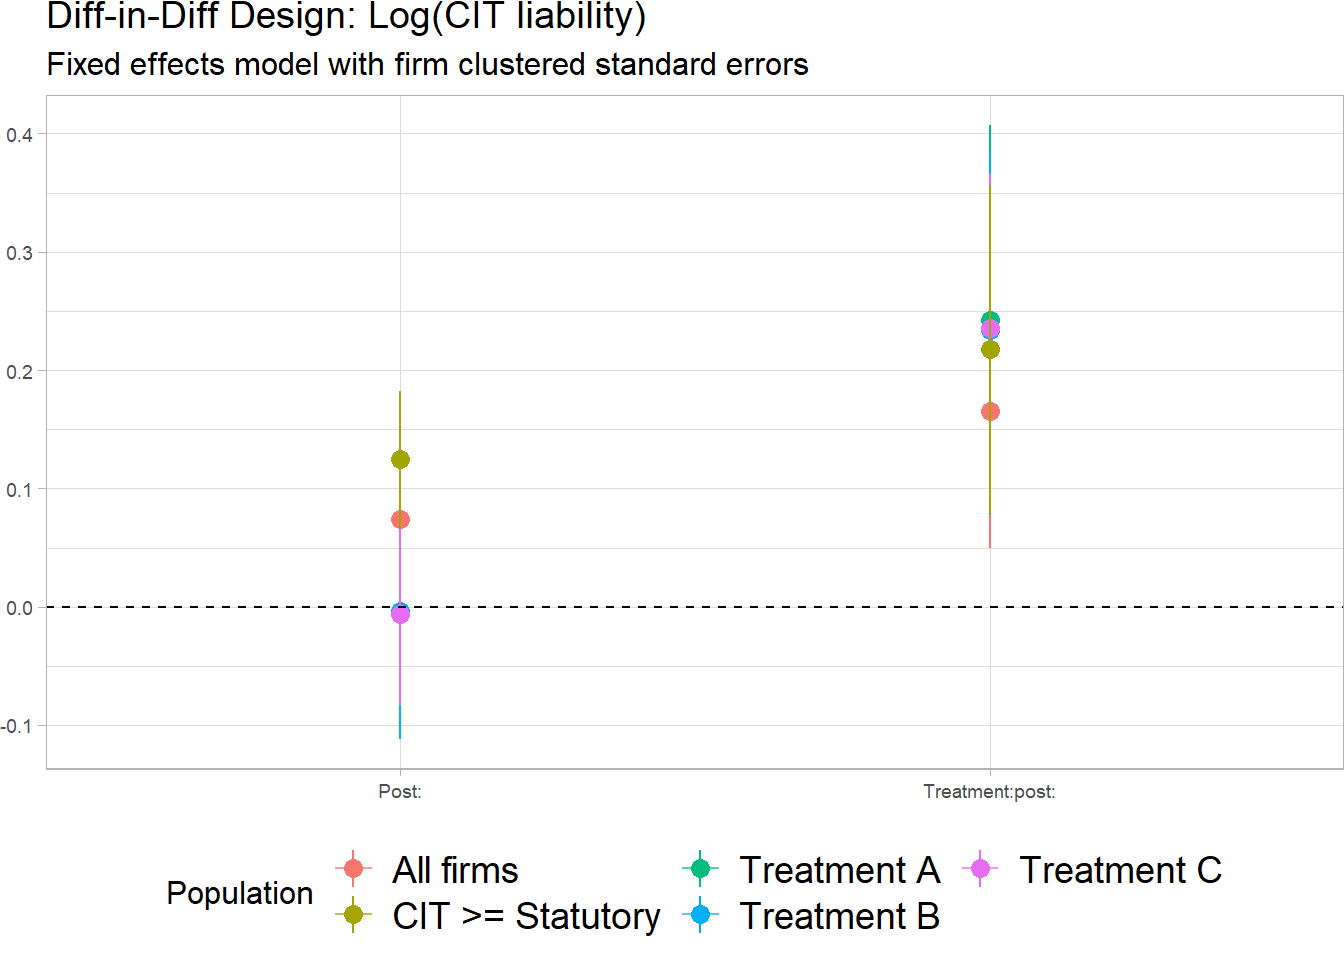 Diff-in-Diff Design: Log(CIT liability)
Fixed effects model with firm clustered standard errors
0.4
0.3
0.2
0.1
0.0
-0.1
Post:
Treatment:post:
Population
All firms
CIT >= Statutory
Treatment A
Treatment B
Treatment C